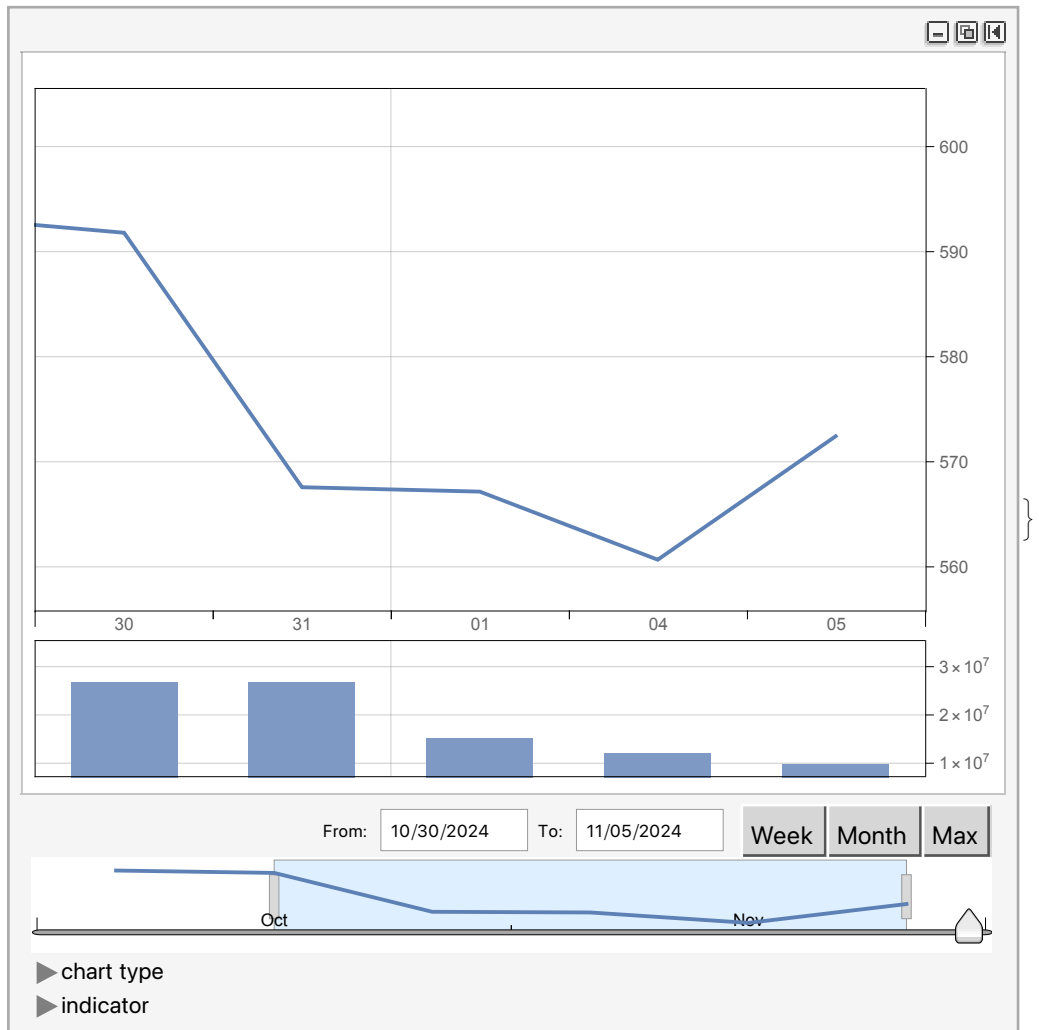 600
590
580
570
560
30 31 01 04 05
3×10⁷
2×10⁷
1×10⁷
From: 10/30/2024 To: 11/05/2024 Week Month Max
Oct Nov
chart type
indicator
}